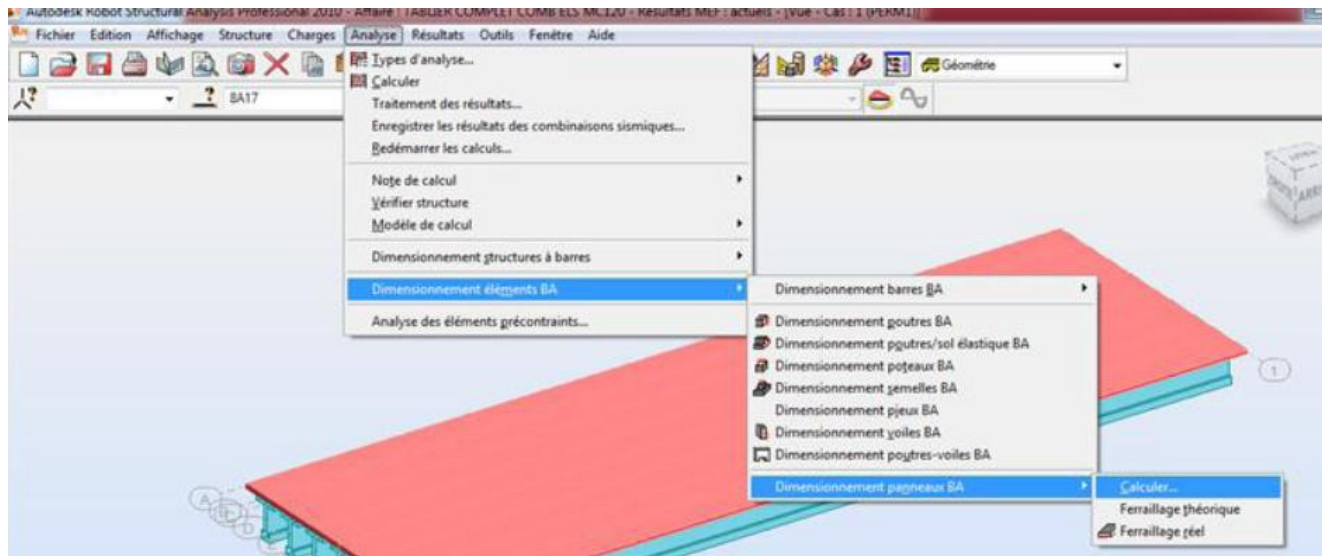 Autodesk Robot Structural Analysis Professional 2010 - Affaire : TABLIER COMPLET COMB ELS MC120 - Résultats MEF : actuels - [Vue - Cas : 1 (PERM1)]
Fichier Edition Affichage Structure Charges Analyse Résultats Outils Fenêtre Aide
Types d'analyse...
Géométrie
Calculer
BA17
Traitement des résultats...
Enregistrer les résultats des combinaisons sismiques...
Redémarrer les calculs...
Note de calcul
Vérifier structure
Modèle de calcul
Dimensionnement structures à barres
Dimensionnement éléments BA
Dimensionnement barres BA
Analyse des éléments précontraints...
Dimensionnement poutres BA
Dimensionnement poutres/sol élastique BA
Dimensionnement poteaux BA
Dimensionnement semelles BA
Dimensionnement pieux BA
Dimensionnement voiles BA
Dimensionnement poutres-voiles BA
Dimensionnement panneaux BA
Calculer...
Ferraillage théorique
Ferraillage réel
1
A